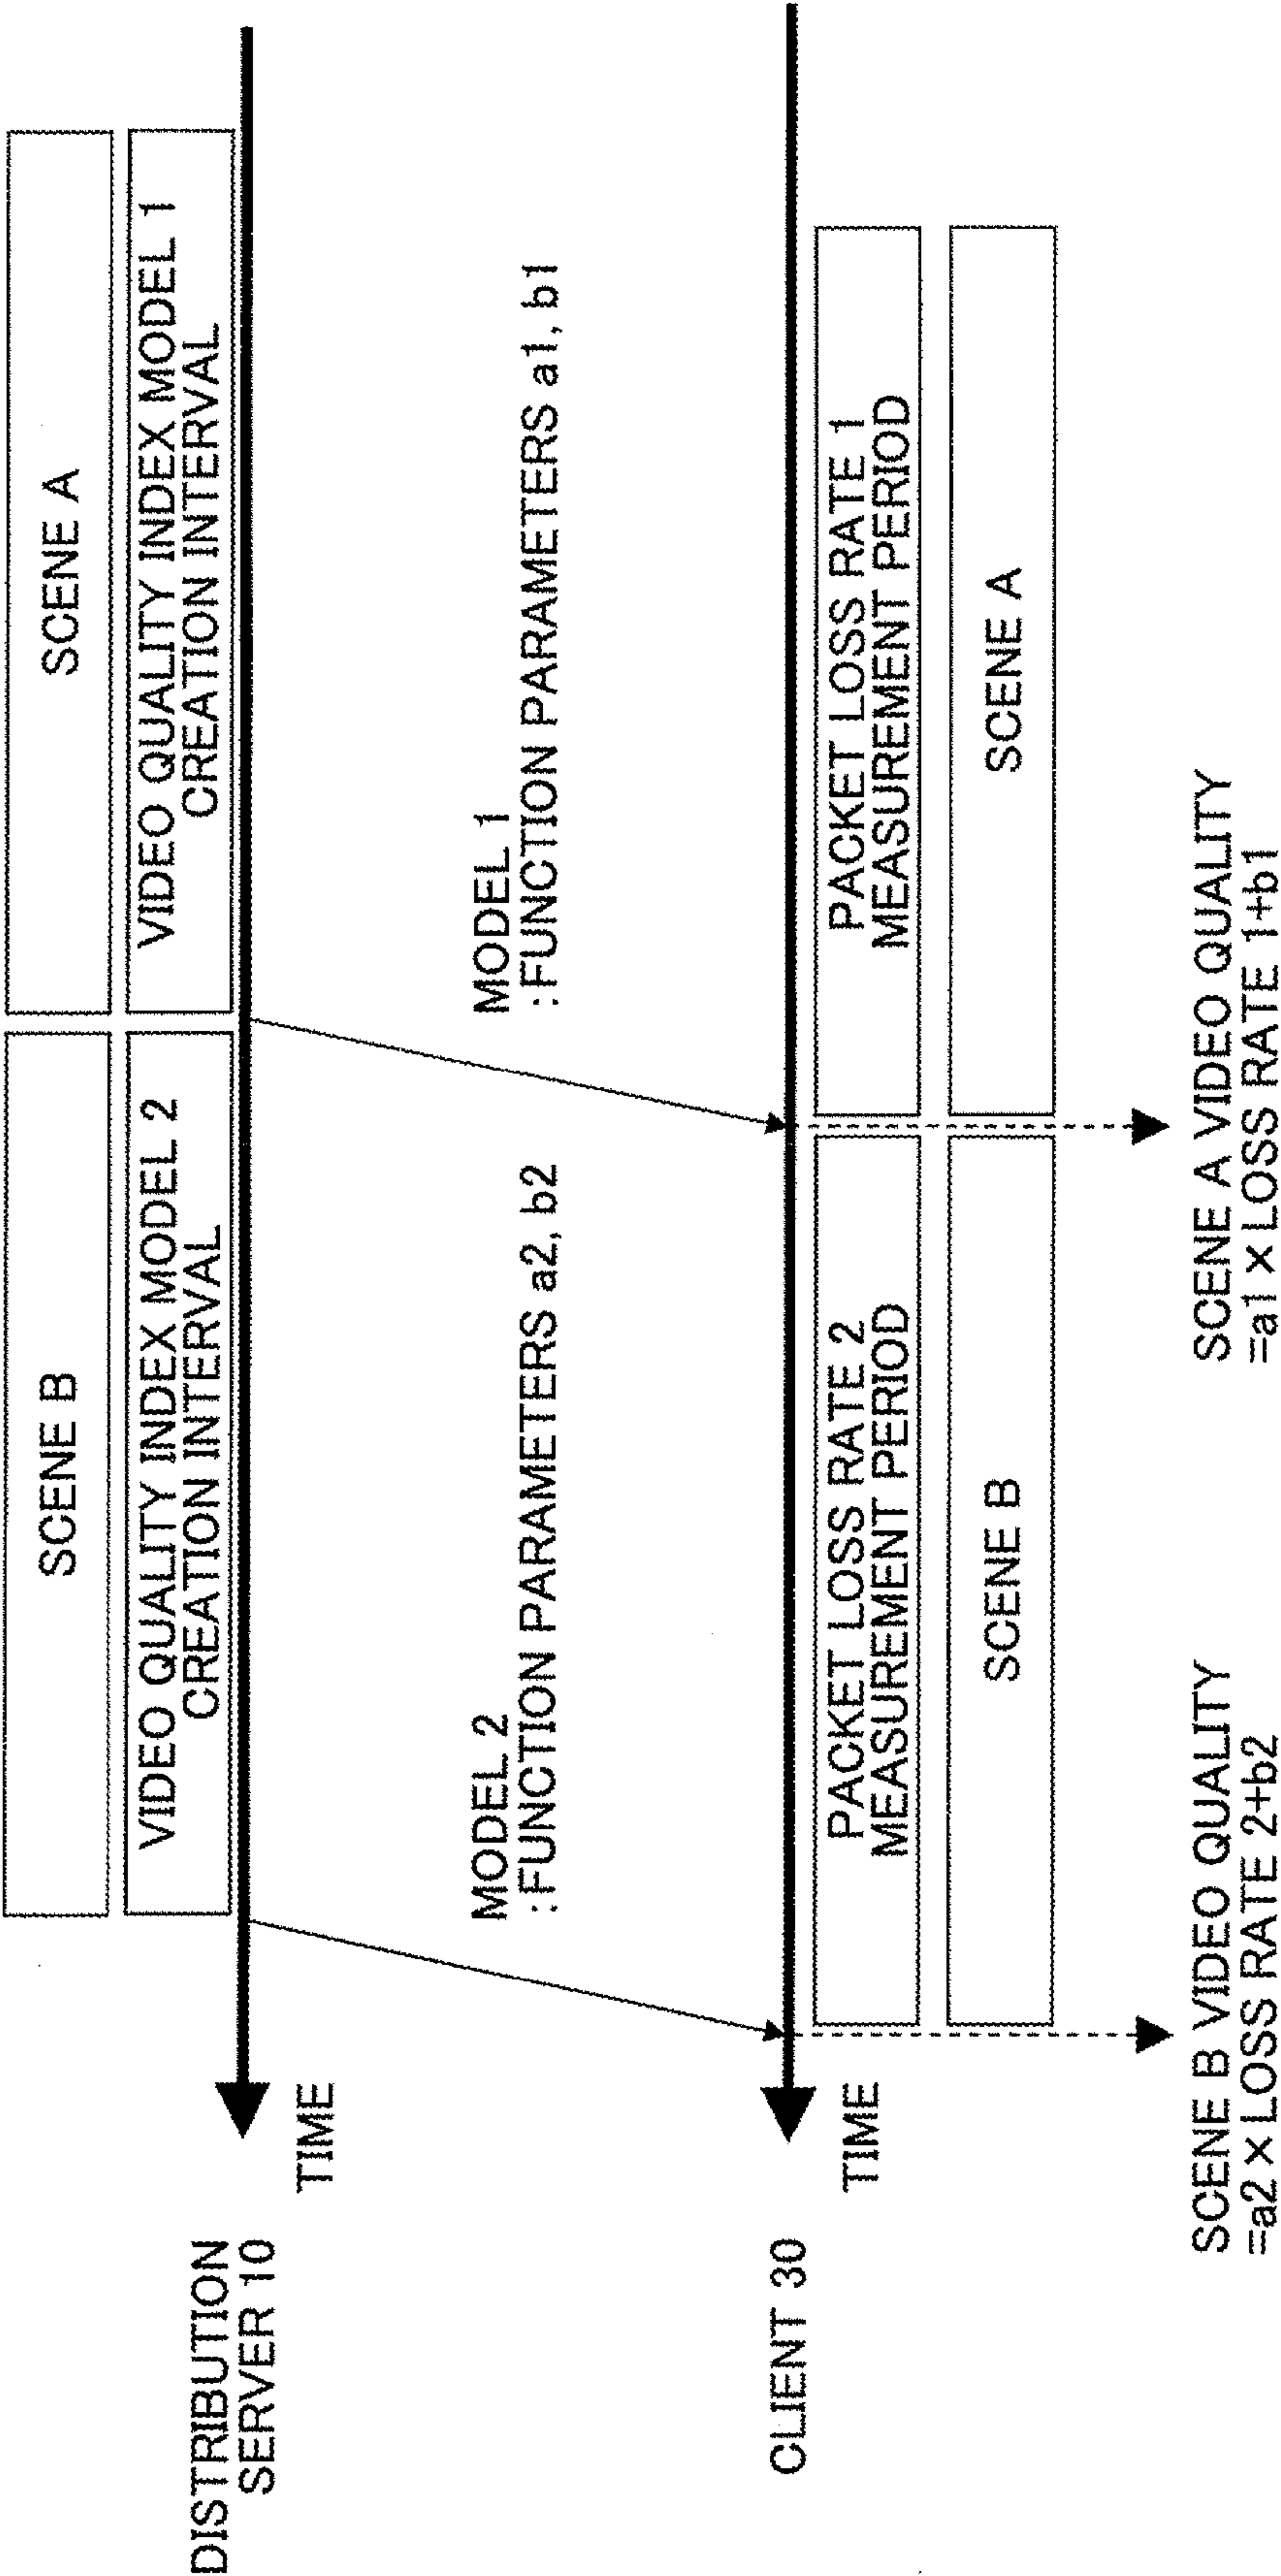 DISTRIBUTION
SERVER 10
TIME
SCENE B
VIDEO QUALITY INDEX MODEL 2
CREATION INTERVAL
SCENE A
VIDEO QUALITY INDEX MODEL 1
CREATION INTERVAL
MODEL 2
:FUNCTION PARAMETERS a2, b2
MODEL 1
:FUNCTION PARAMETERS a1, b1
CLIENT 30
TIME
PACKET LOSS RATE 2
MEASUREMENT PERIOD
SCENE B
PACKET LOSS RATE 1
MEASUREMENT PERIOD
SCENE A
SCENE B VIDEO QUALITY
=a2 × LOSS RATE 2+b2
SCENE A VIDEO QUALITY
=a1 × LOSS RATE 1+b1